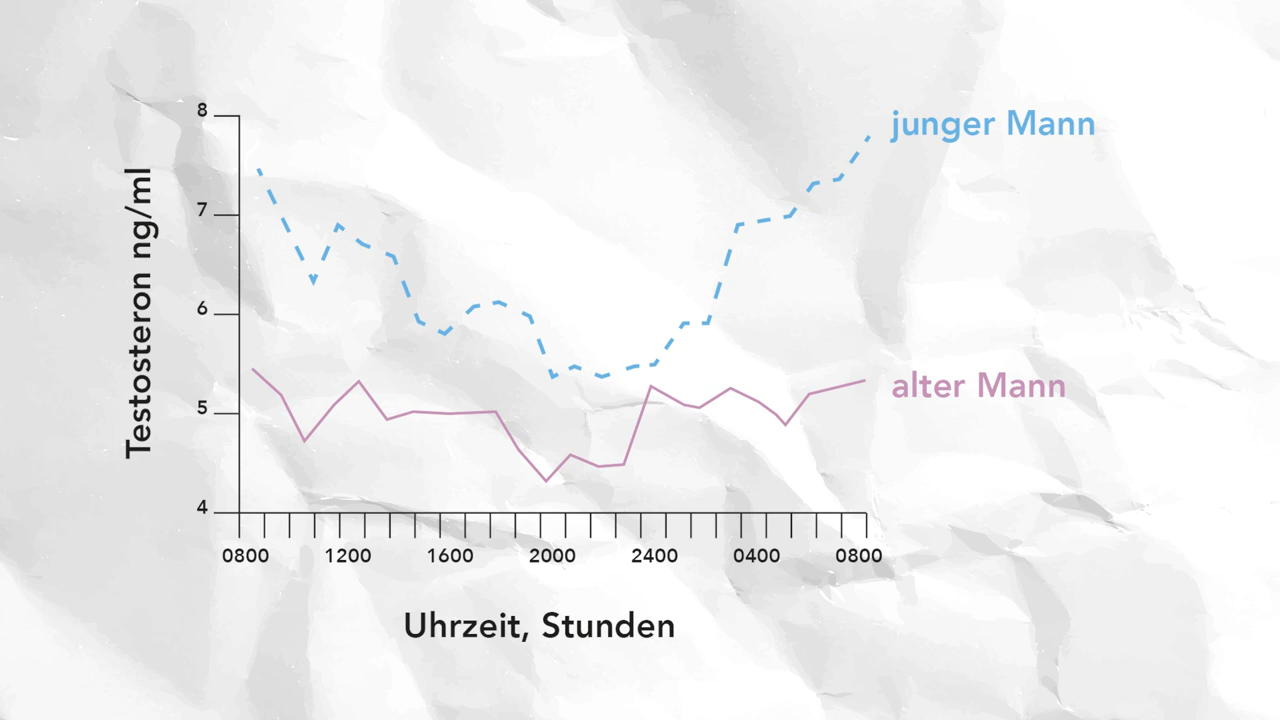 8
junger Mann
7
Testosteron ng/ml
6
alter Mann
5
4
0800 1200 1600 2000 2400 0400 0800
Uhrzeit, Stunden